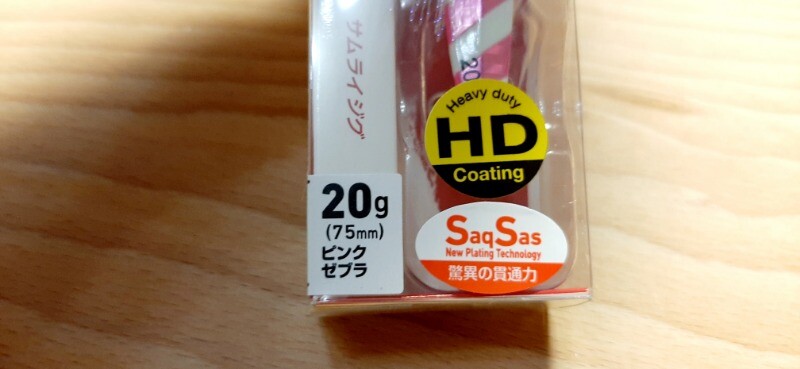 サムライジグ
20
Heavy duty
HD
Coating
20g
(75mm)
ピンク
ゼブラ
SaqSas
New Plating Technology
驚異の貫通力